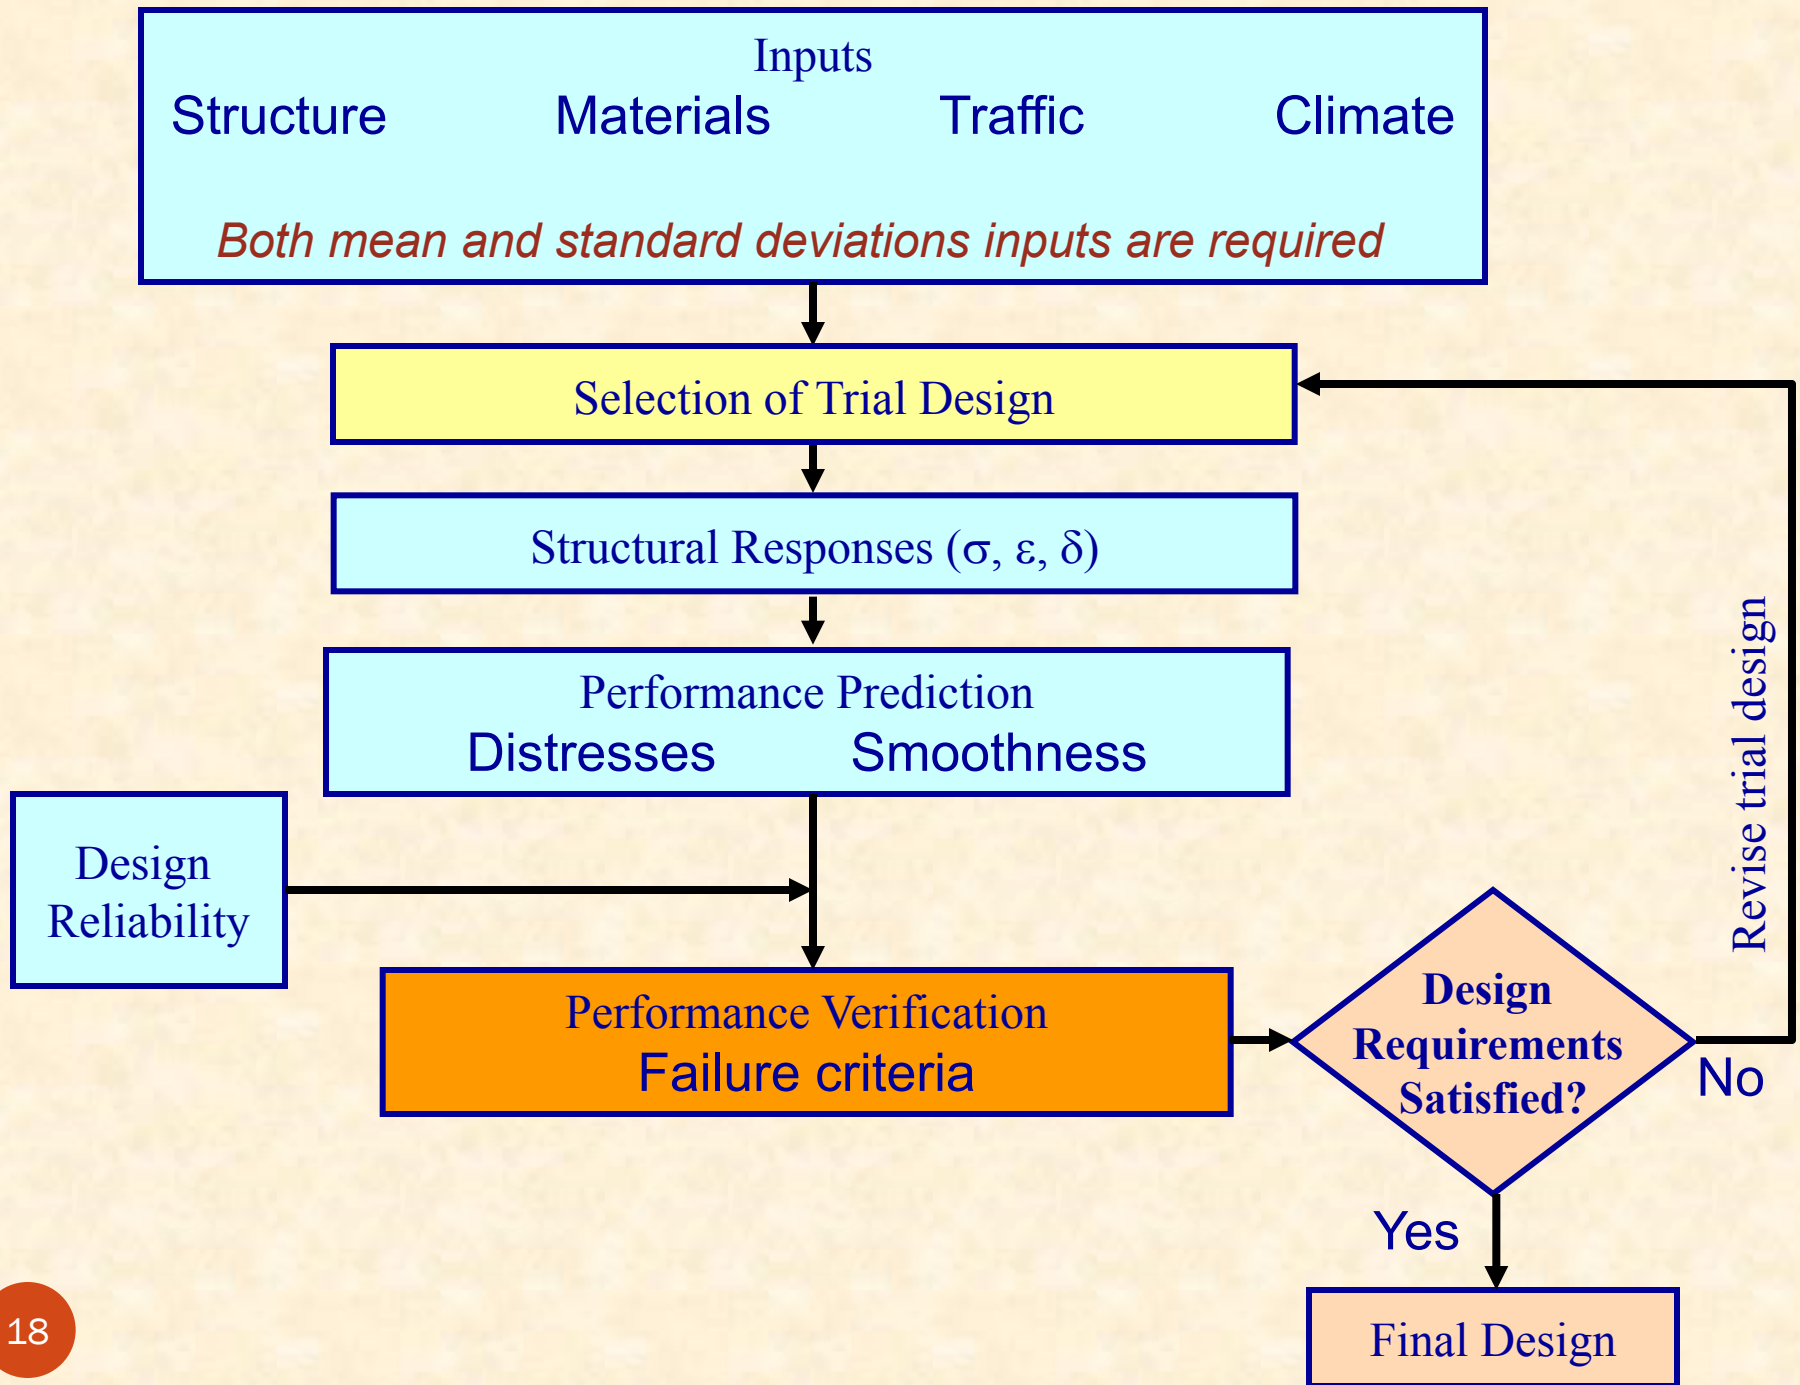 Inputs
Structure Materials Traffic Climate
Both mean and standard deviations inputs are required
Selection of Trial Design
Structural Responses (σ, ε, δ)
Performance Prediction
Distresses Smoothness
Design
Reliability
Performance Verification
Failure criteria
Design
Requirements
Satisfied?
No
Revise trial design
Yes
Final Design
18